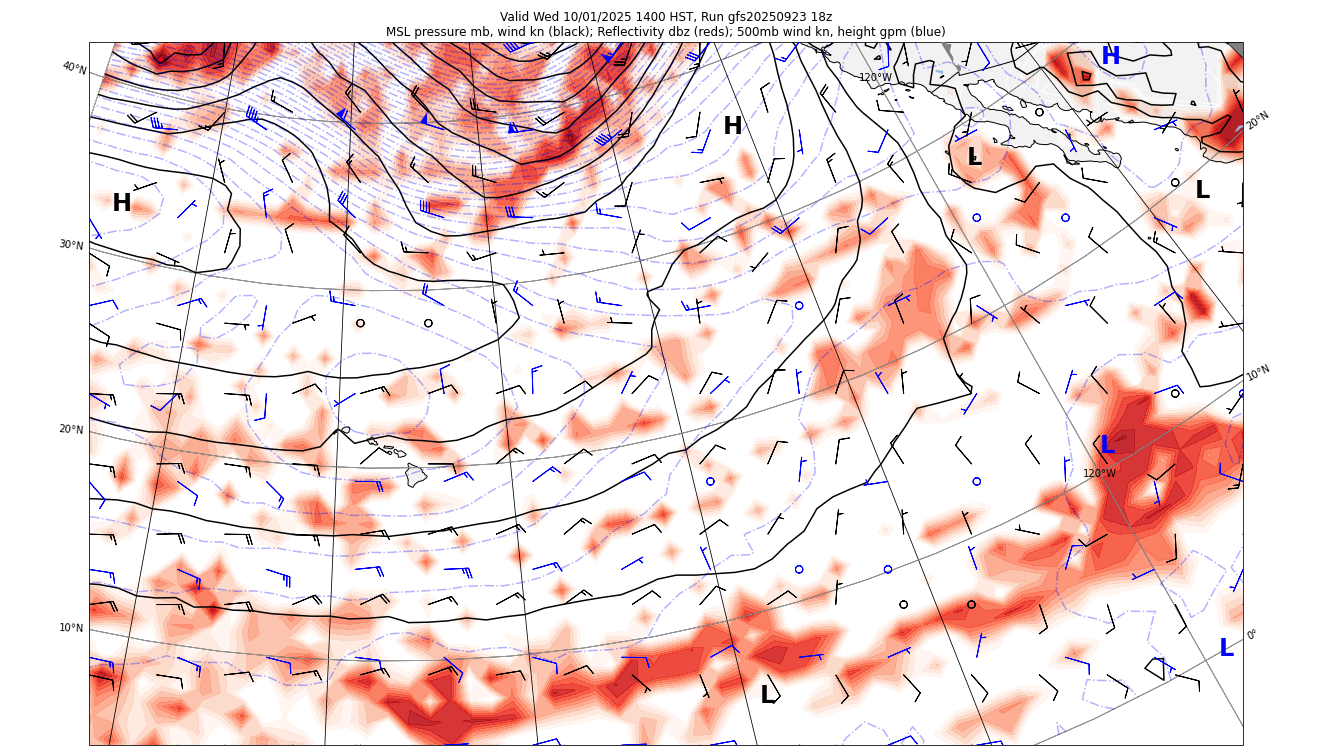 Valid Wed 10/01/2025 1400 HST, Run gfs20250923 18z
MSL pressure mb, wind kn (black); Reflectivity dbz (reds); 500mb wind kn, height gpm (blue)
H
40°N
120°W
20°N
H
L
L
H
30°N
10°N
20°N
L
120°W
10°N
0°
L
L